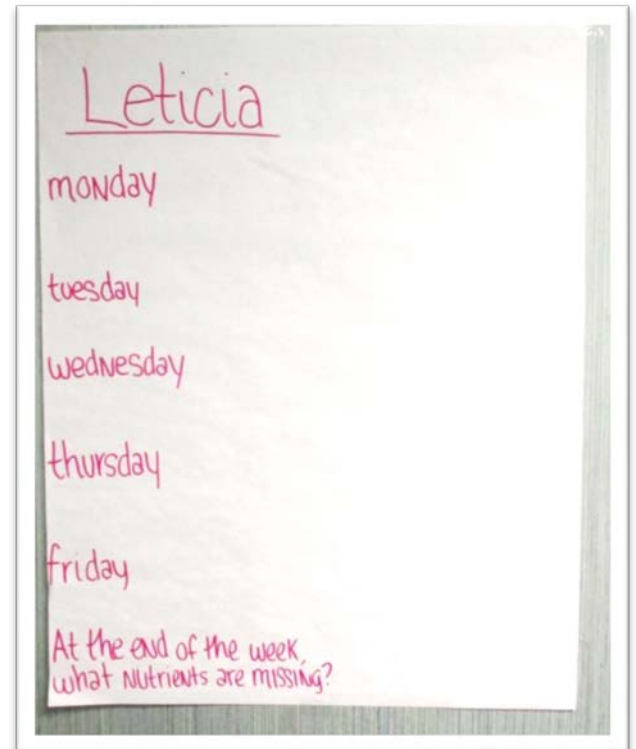 Leticia
monday
tuesday
wednesday
thursday
friday
At the end of the week,
what nutrients are missing?